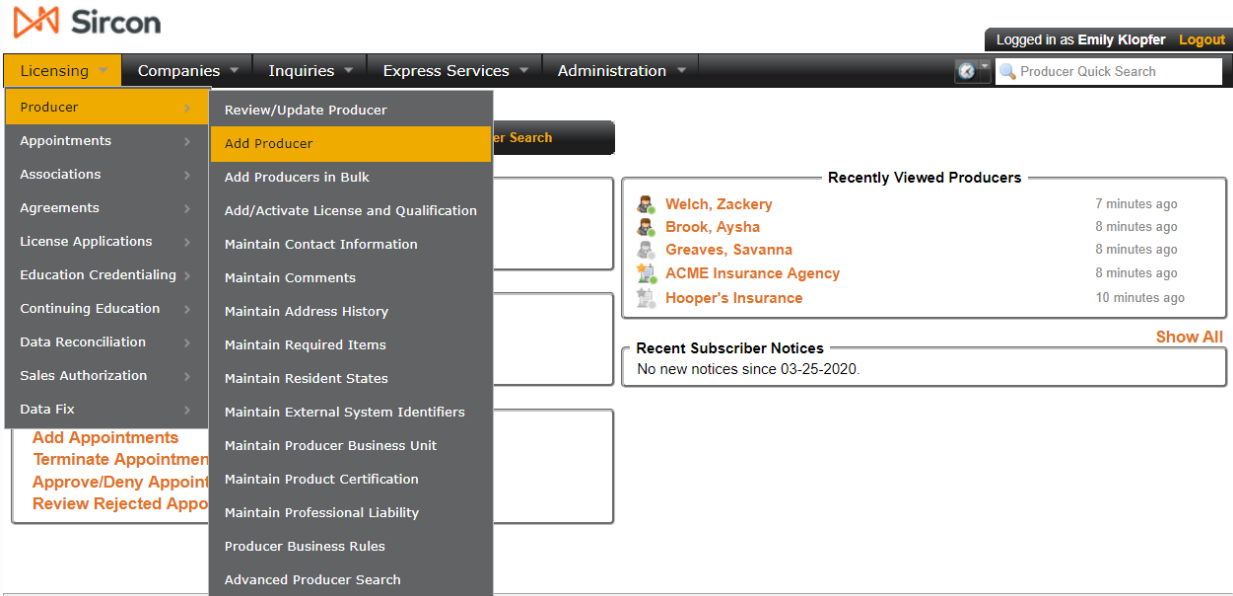 Sircon
Logged in as Emily Klopfer Logout
Licensing Companies Inquiries Express Services Administration Producer Quick Search
Producer
Appointments
Associations
Agreements
License Applications
Education Credentialing
Continuing Education
Data Reconciliation
Sales Authorization
Data Fix
Review/Update Producer
Add Producer
Add Producers in Bulk
Add/Activate License and Qualification
Maintain Contact Information
Maintain Comments
Maintain Address History
Maintain Required Items
Maintain Resident States
Maintain External System Identifiers
Maintain Producer Business Unit
Maintain Product Certification
Maintain Professional Liability
Producer Business Rules
Advanced Producer Search
er Search
Add Appointments
Terminate Appointmen
Approve/Deny Appoint
Review Rejected Appo
Recently Viewed Producers
Welch, Zackery 7 minutes ago
Brook, Aysha 8 minutes ago
Greaves, Savanna 8 minutes ago
ACME Insurance Agency 8 minutes ago
Hooper's Insurance 10 minutes ago
Show All
Recent Subscriber Notices
No new notices since 03-25-2020.